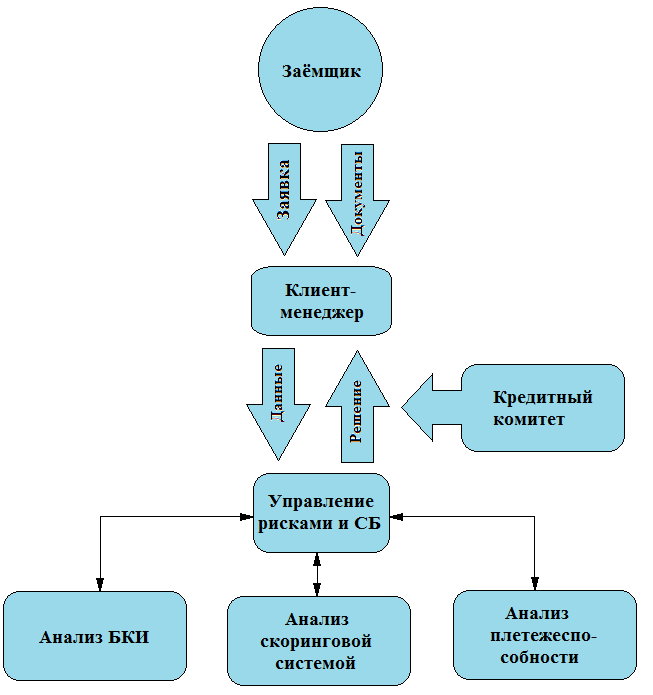 Заёмщик
Заявка
Документы
Клиент-
менеджер
Данные
Решение
Кредитный
комитет
Управление
рисками и СБ
Анализ БКИ
Анализ
скоринговой
системой
Анализ
плетежеспо-
собности